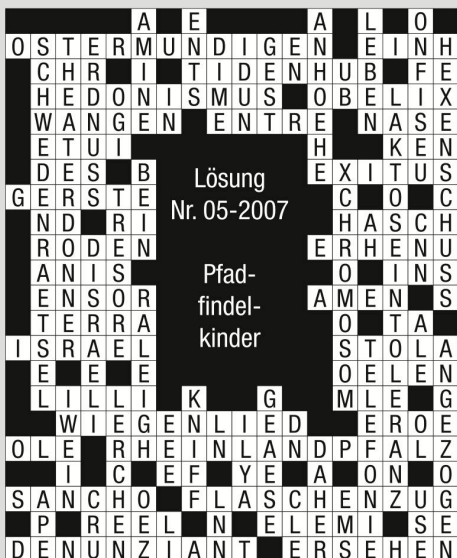 A E A L O
OSTERMUNDIGEN EINH
CHR I TIDENHUB FE
HEDONISMUS OBELIX
WANGEN ENTRE NASE
ETUI H KEN
DES B EXITUS
GERSTE C O C
ND RI HASCH
RODEN ERHENU
ANIS O INS
ENSOR AMEN S
TERRA O TA
ISRAEL STOLA
E E E OELEN
LILLI K G MLE G
WIEGENLIED EROE
OLE RHEINLANDPFALZ
I C EF YE A ON O
SANCHO FLASCHENZUG
P REEL N ELEMI SE
DENUNZIANT ERSEHEN
Lösung
Nr. 05-2007
Pfad-
findel-
kinder